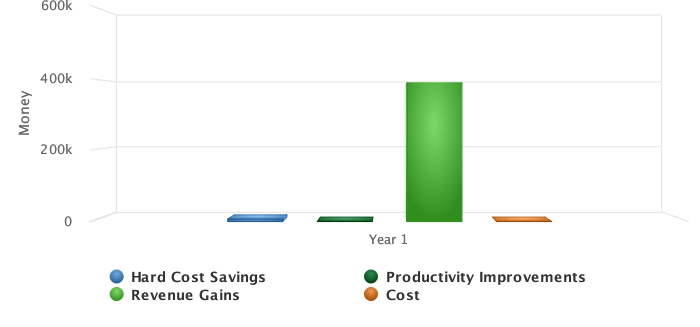 600k
400k
200k
0
Money
Year 1
Hard Cost Savings
Productivity Improvements
Revenue Gains
Cost